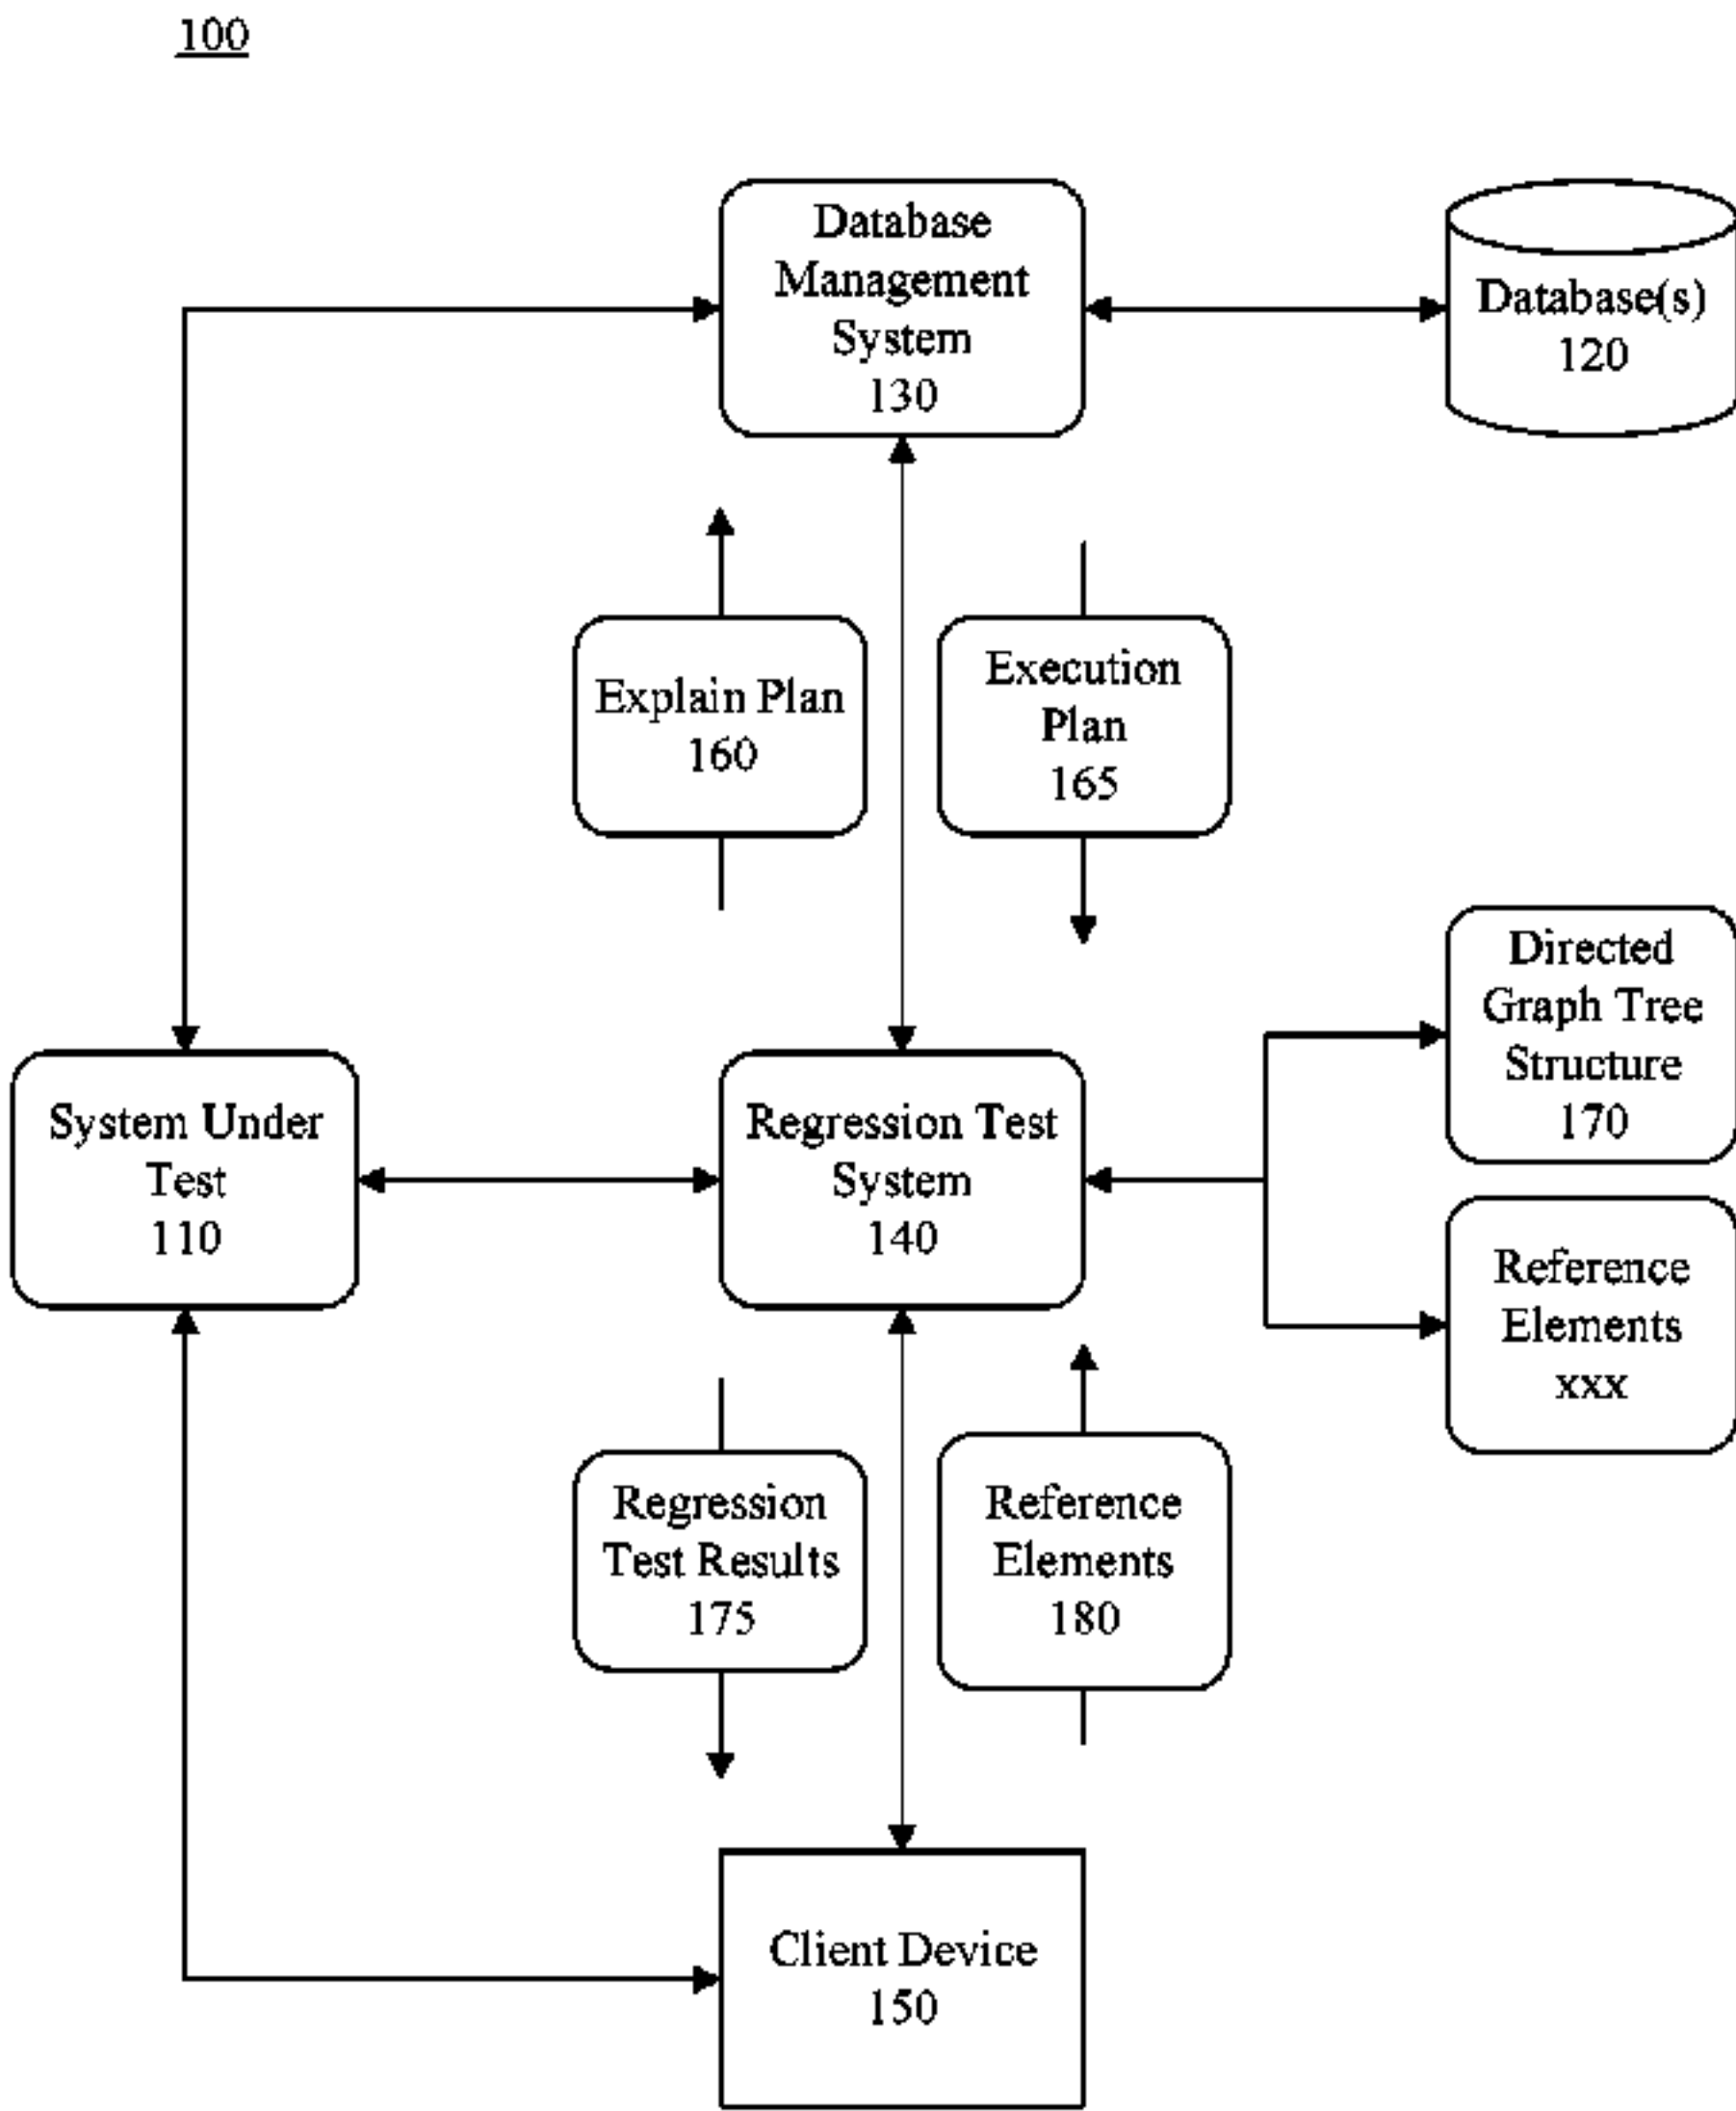 100
Database
Management
System
130
Database(s)
120
Explain Plan
160
Execution
Plan
165
System Under
Test
110
Regression Test
System
140
Directed
Graph Tree
Structure
170
Reference
Elements
xxx
Regression
Test Results
175
Reference
Elements
180
Client Device
150